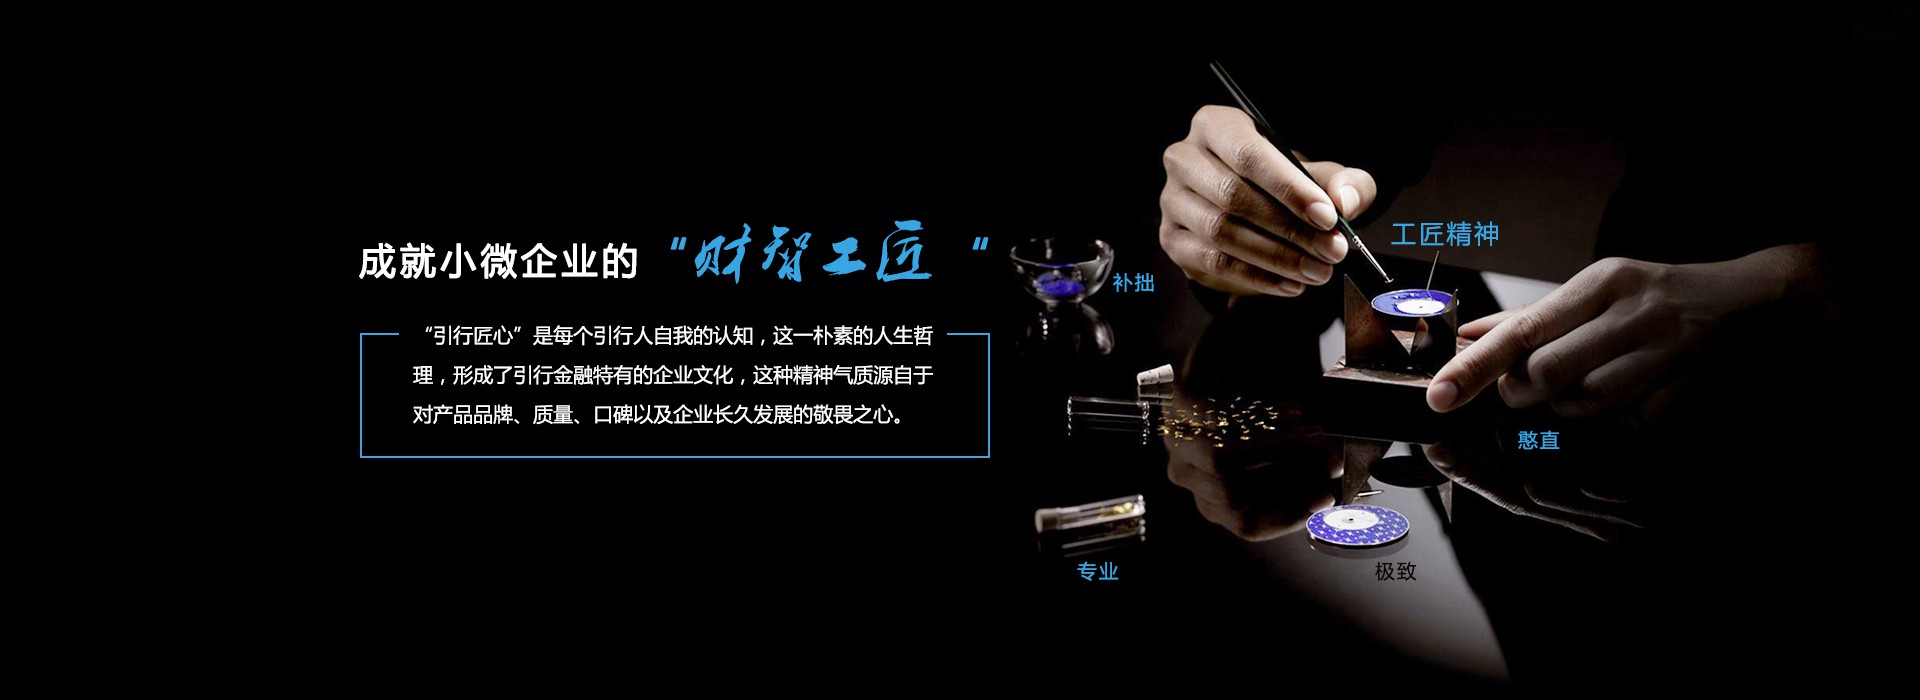 成就小微企业的“财智工匠“
“引行匠心”是每个引行人自我的认知，这一朴素的人生哲
理，形成了引行金融特有的企业文化，这种精神气质源自于
对产品品牌、质量、口碑以及企业长久发展的敬畏之心。
工匠精神
补拙
憨直
专业
极致